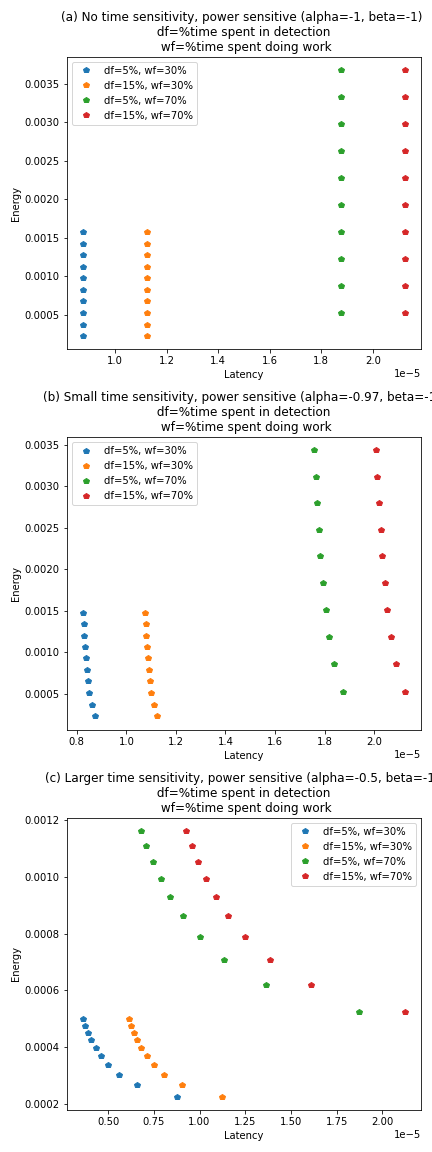 (a) No time sensitivity, power sensitive (alpha=-1, beta=-1)
df=%time spent in detection
wf=%time spent doing work
df=5%, wf=30%
df=15%, wf=30%
df=5%, wf=70%
df=15%, wf=70%
0.0035
0.0030
0.0025
0.0020
0.0015
0.0010
0.0005
Energy
1.0
1.2
1.4
1.6
1.8
2.0
1e−5
Latency
(b) Small time sensitivity, power sensitive (alpha=-0.97, beta=-1
df=%time spent in detection
wf=%time spent doing work
df=5%, wf=30%
df=15%, wf=30%
df=5%, wf=70%
df=15%, wf=70%
0.0035
0.0030
0.0025
0.0020
0.0015
0.0010
0.0005
Energy
0.8
1.0
1.2
1.4
1.6
1.8
2.0
1e−5
Latency
(c) Larger time sensitivity, power sensitive (alpha=-0.5, beta=-1
df=%time spent in detection
wf=%time spent doing work
df=5%, wf=30%
df=15%, wf=30%
df=5%, wf=70%
df=15%, wf=70%
0.0012
0.0010
0.0008
0.0006
0.0004
0.0002
Energy
0.50
0.75
1.00
1.25
1.50
1.75
2.00
1e−5
Latency